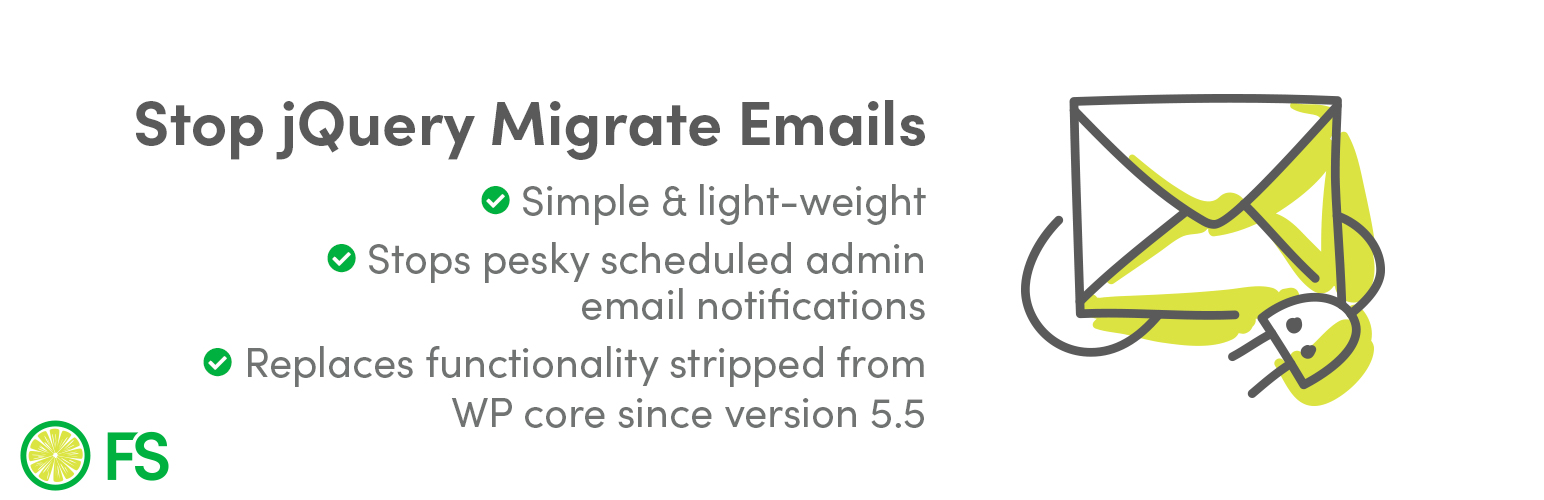 Stop jQuery Migrate Emails
Simple & light-weight
Stops pesky scheduled admin
email notifications
Replaces functionality stripped from
WP core since version 5.5
FS